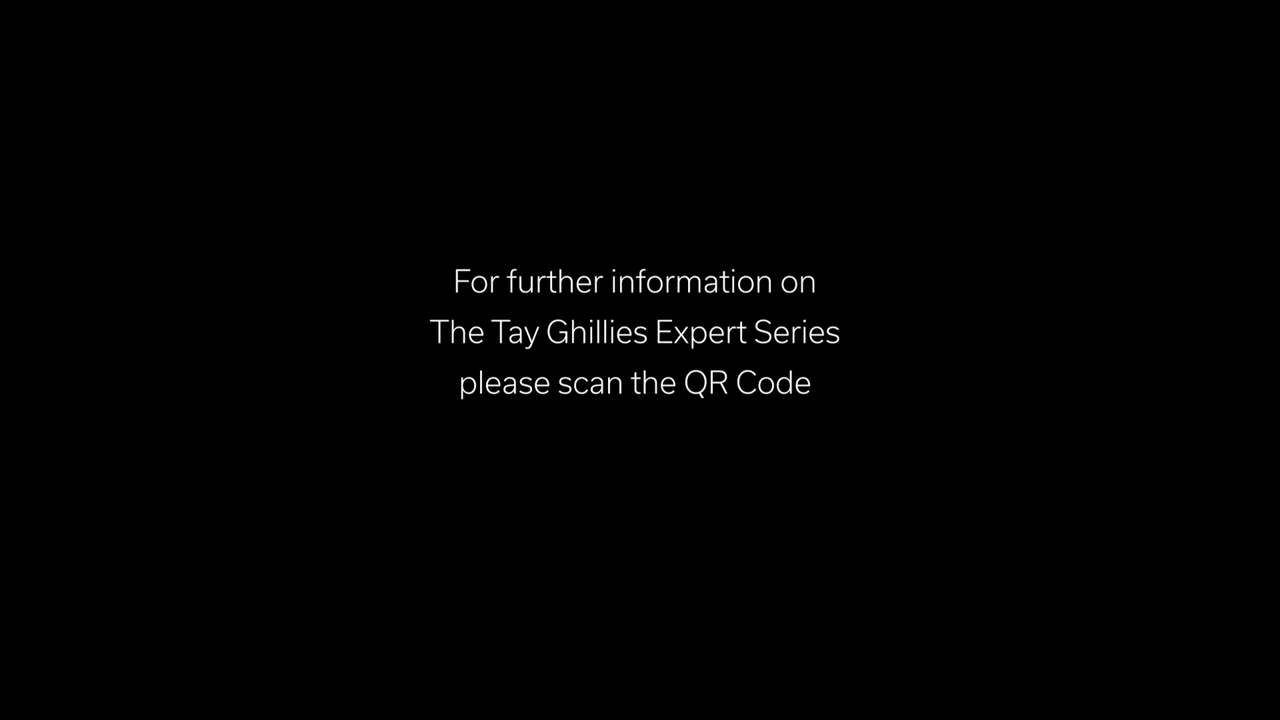 For further information on
The Tay Ghillies Expert Series
please scan the QR Code